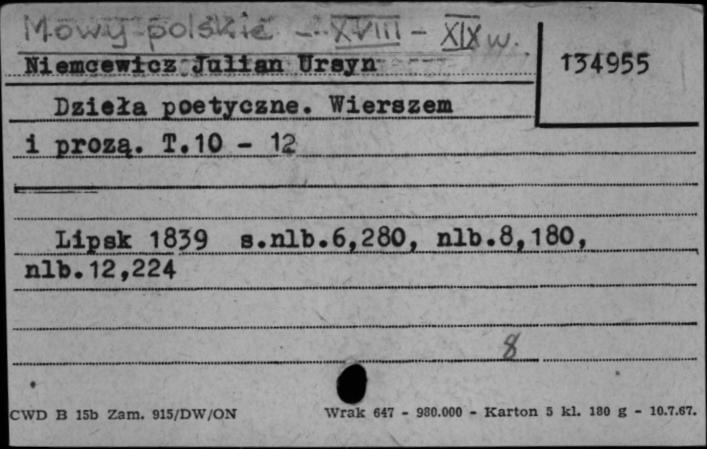 Mowy polskie - XVIII - XIX w.
Niemcewicz Julian Ursyn
134955
Dzieła poetyczne. Wierszem
i prozą. T.10 - 12
Lipsk 1839 s.nlb.6,280, nlb.8,180,
nlb.12,224
8
CWD B 15b Zam. 915/DW/ON Wrak 647 - 980.000 - Karton 5 kl. 180 g - 10.7.67.